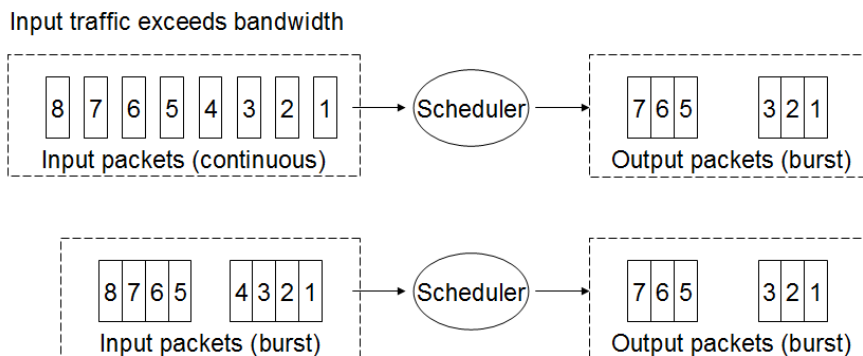 Input traffic exceeds bandwidth
8 7 6 5 4 3 2 1
Scheduler
7 6 5 3 2 1
Input packets (continuous)
Output packets (burst)
8 7 6 5 4 3 2 1
Scheduler
7 6 5 3 2 1
Input packets (burst)
Output packets (burst)